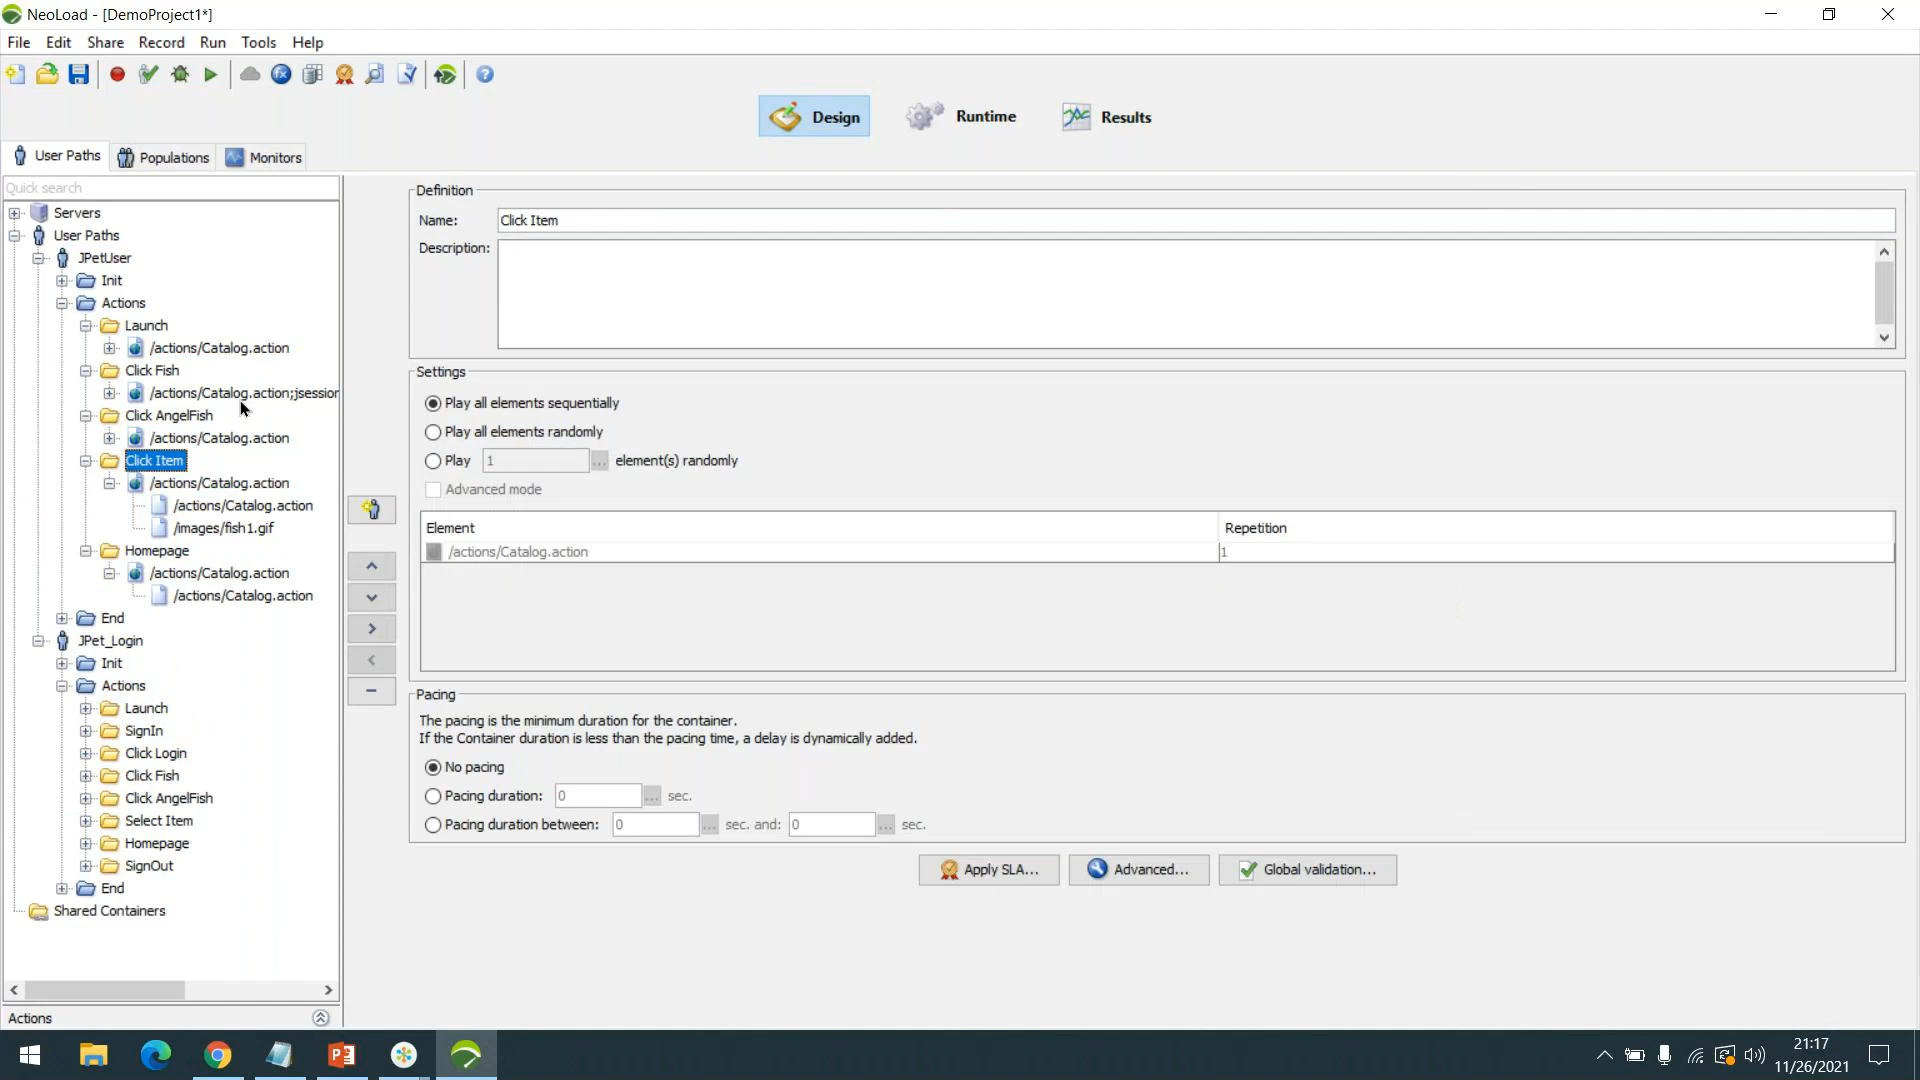 NeoLoad - [DemoProject1*]
File Edit Share Record Run Tools Help
Design Runtime Results
User Paths Populations Monitors
Quick search
Servers
User Paths
JPetUser
Init
Actions
Launch
/actions/Catalog.action
Click Fish
/actions/Catalog.action;jsession
Click AngelFish
/actions/Catalog.action
Click Item
/actions/Catalog.action
/actions/Catalog.action
/images/fish1.gif
Homepage
/actions/Catalog.action
/actions/Catalog.action
End
JPet_Login
Init
Actions
Launch
SignIn
Click Login
Click Fish
Click AngelFish
Select Item
Homepage
SignOut
End
Shared Containers
Actions
Definition
Name: Click Item
Description:
Settings
Play all elements sequentially
Play all elements randomly
Play 1 ... element(s) randomly
Advanced mode
Element Repetition
/actions/Catalog.action 1
Pacing
The pacing is the minimum duration for the container.
If the Container duration is less than the pacing time, a delay is dynamically added.
No pacing
Pacing duration: 0 ... sec.
Pacing duration between: 0 ... sec. and: 0 ... sec.
Apply SLA... Advanced... Global validation...
21:17
11/26/2021